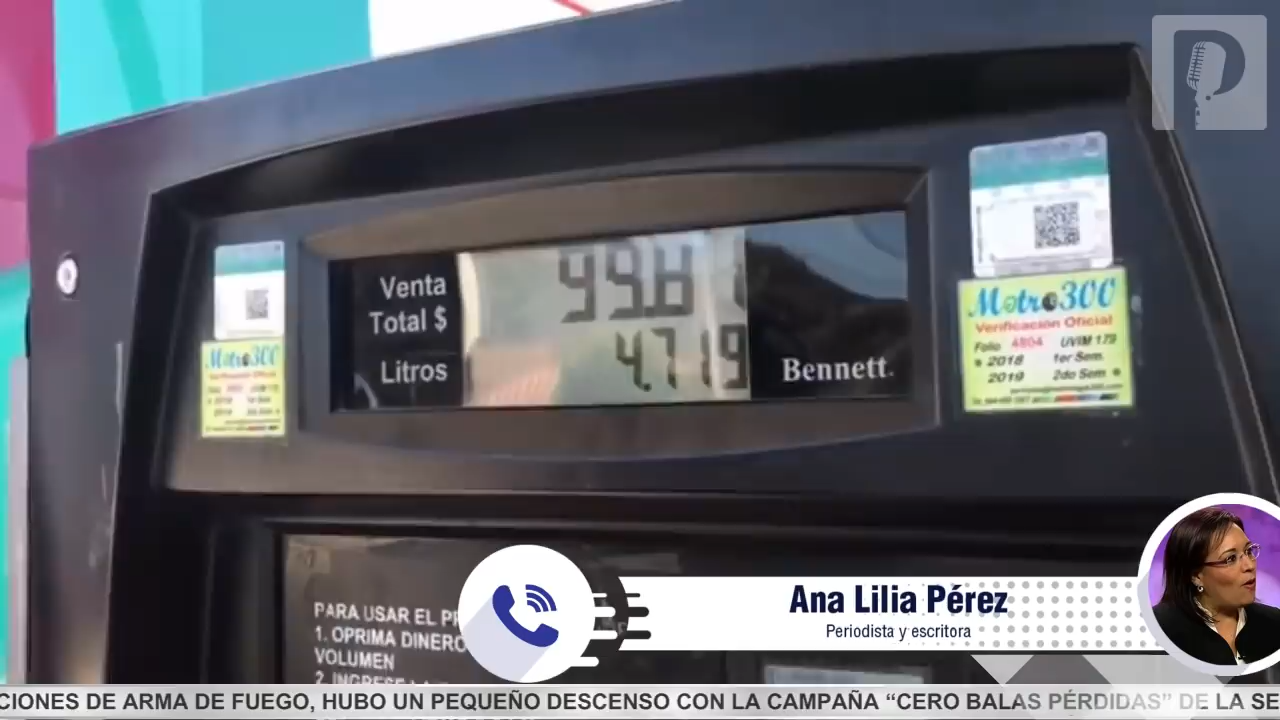 Venta
Total $
Litros
4.719
Bennett.
Metro300
Verificación Oficial
Folio 4804 UVIM 179
2018 1er Sem
2019 2do Sem
Metro300
PARA USAR EL
1. OPRIMA DINERO
VOLUMEN
Ana Lilia Pérez
Periodista y escritora
CIONES DE ARMA DE FUEGO, HUBO UN PEQUEÑO DESCENSO CON LA CAMPAÑA “CERO BALAS PÉRDIDAS” DE LA SE